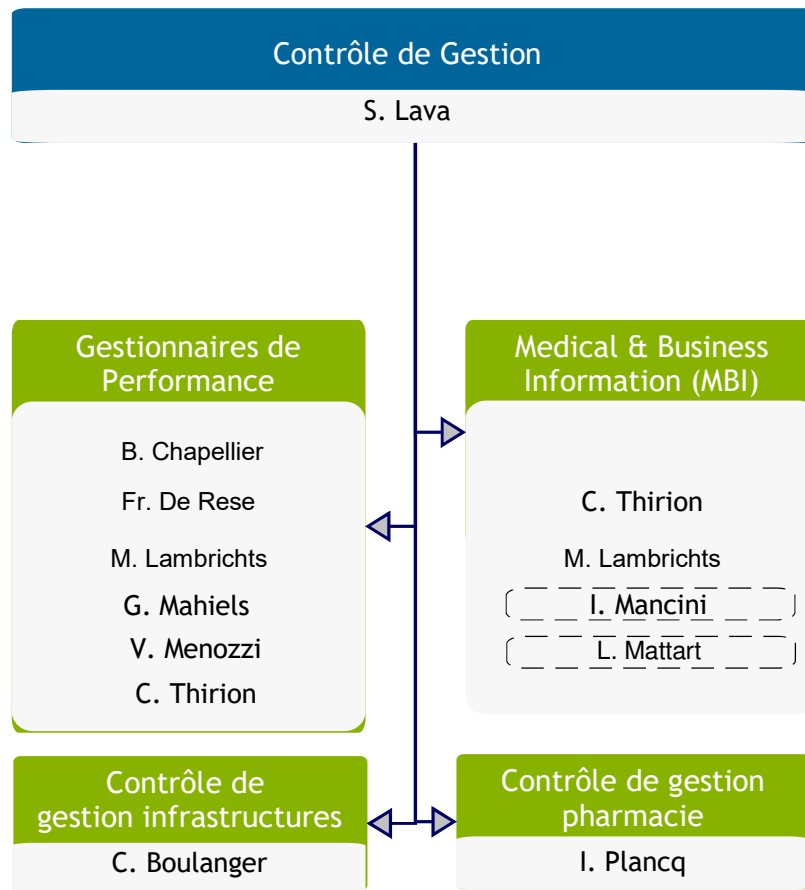 Contrôle de Gestion
S. Lava
Gestionnaires de
Performance
B. Chapellier
Fr. De Rese
M. Lambrichts
G. Mahiels
V. Menozzi
C. Thirion
Medical & Business
Information (MBI)
C. Thirion
M. Lambrichts
I. Mancini
L. Mattart
Contrôle de
gestion infrastructures
C. Boulanger
Contrôle de gestion
pharmacie
I. Plancq